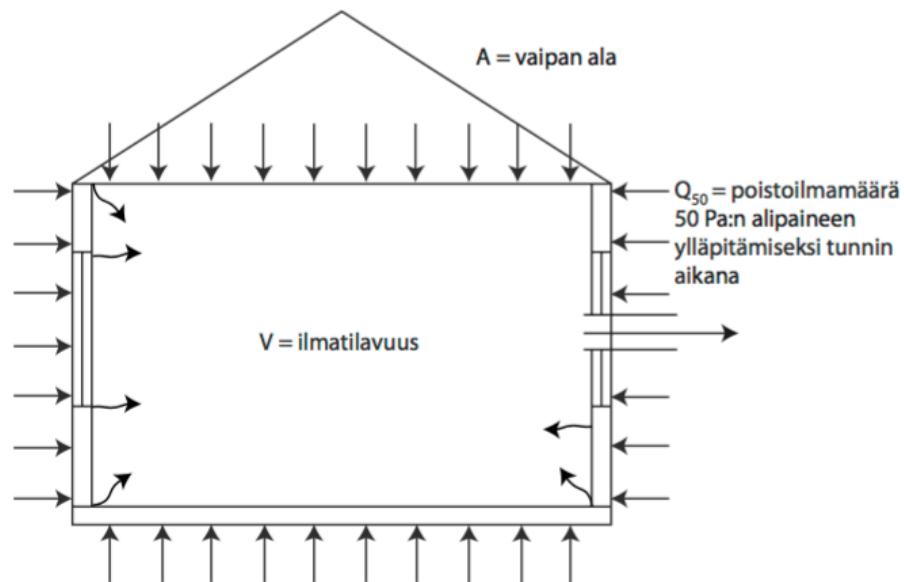 A = vaipan ala
Q₅₀ = poistoilmamäärä
50 Pa:n alipaineen
ylläpitämiseksi tunnin
aikana
V = ilmatilavuus